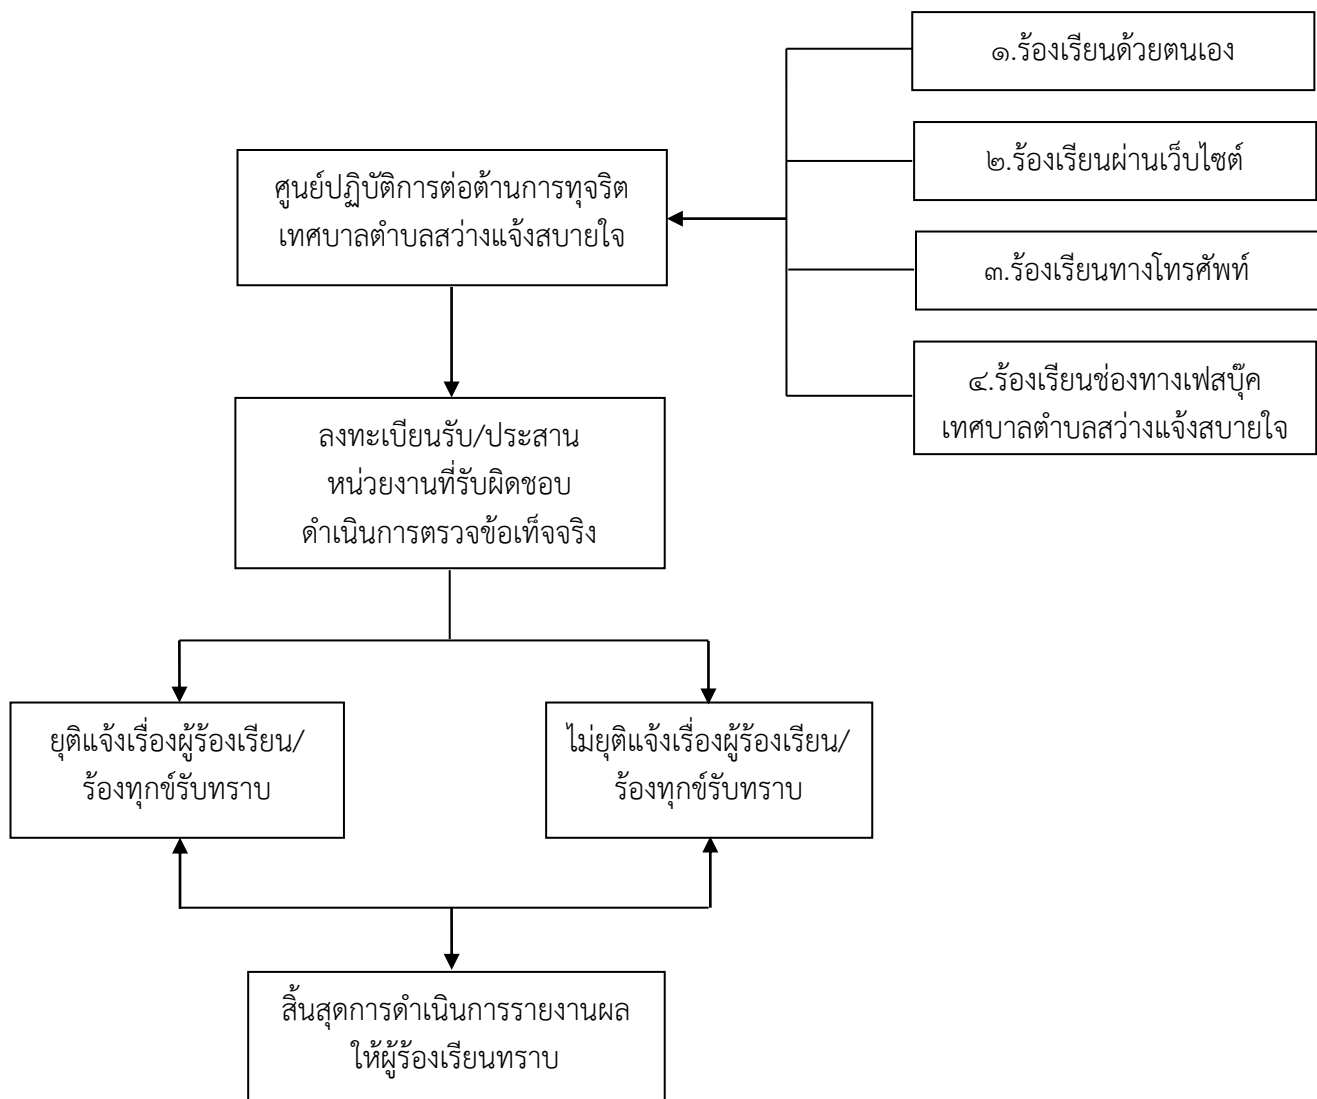 ๑.ร้องเรียนด้วยตนเอง
๒.ร้องเรียนผ่านเว็บไซต์
๓.ร้องเรียนทางโทรศัพท์
๔.ร้องเรียนช่องทางเฟสบุ๊ค
เทศบาลตำบลสว่างแจ้งสบายใจ
ศูนย์ปฏิบัติการต่อต้านการทุจริต
เทศบาลตำบลสว่างแจ้งสบายใจ
ลงทะเบียนรับ/ประสาน
หน่วยงานที่รับผิดชอบ
ดำเนินการตรวจข้อเท็จจริง
ยุติแจ้งเรื่องผู้ร้องเรียน/
ร้องทุกข์รับทราบ
ไม่ยุติแจ้งเรื่องผู้ร้องเรียน/
ร้องทุกข์รับทราบ
สิ้นสุดการดำเนินการรายงานผล
ให้ผู้ร้องเรียนทราบ